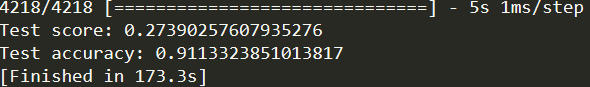 4218/4218 [==============================] - 5s 1ms/step
Test score: 0.27390257607935276
Test accuracy: 0.9113323851013817
[Finished in 173.3s]